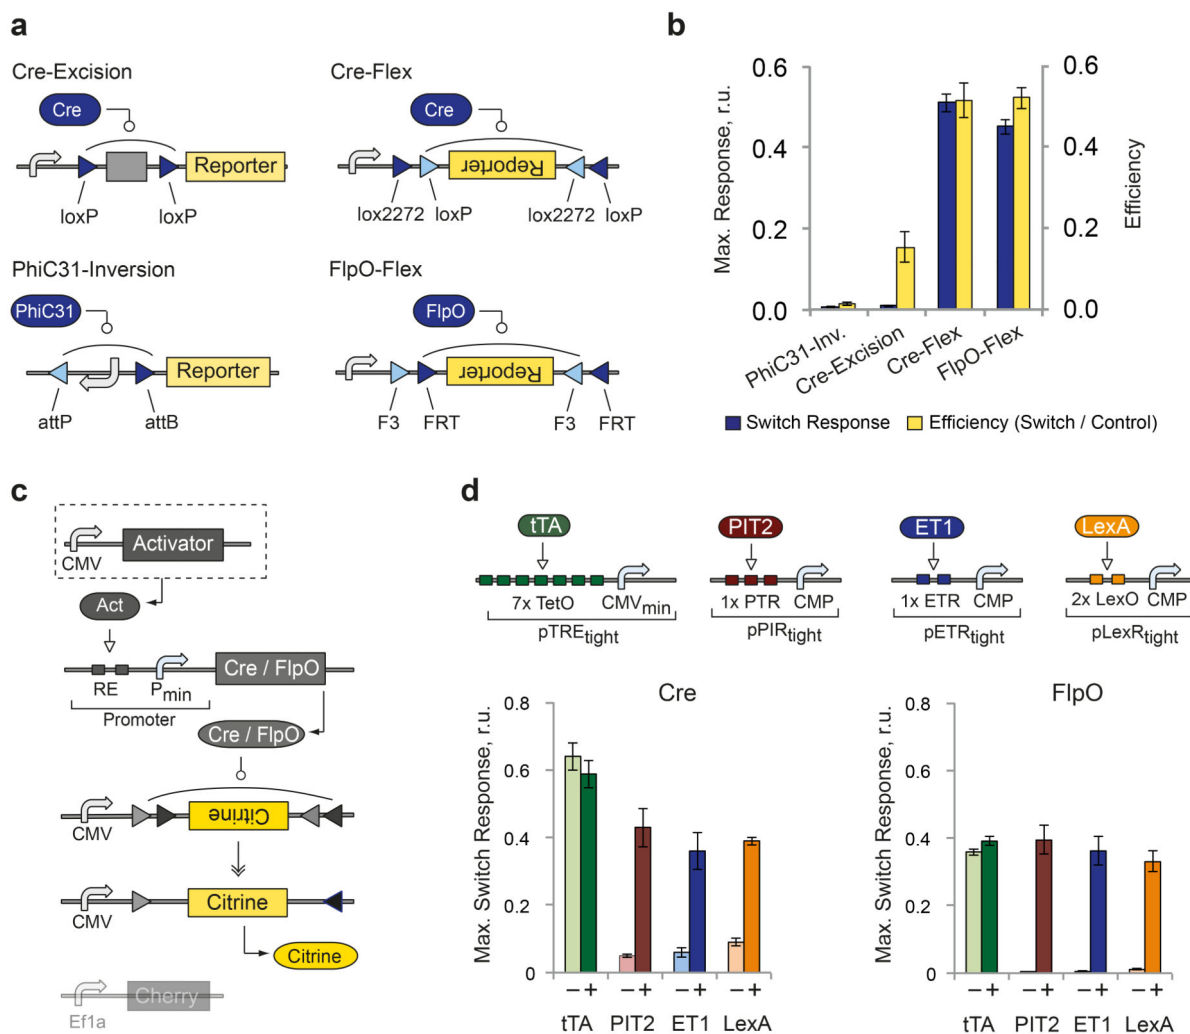 a
Cre-Excision
Cre
Reporter
loxP
loxP
Cre-Flex
Cre
Reporter
lox2272
loxP
lox2272
loxP
PhiC31-Inversion
PhiC31
Reporter
attP
attB
FlpO-Flex
FlpO
Reporter
F3
FRT
F3
FRT
b
Max. Response, r.u.
0.6
0.4
0.2
0.0
0.6
0.4
0.2
0.0
Efficiency
PhiC31-Inv.
Cre-Excision
Cre-Flex
FlpO-Flex
Switch Response
Efficiency (Switch / Control)
c
CMV
Activator
Act
RE
Pmin
Promoter
Cre / FlpO
Cre / FlpO
CMV
Citrine
CMV
Citrine
Citrine
Ef1a
Cherry
d
tTA
7x TetO
CMVmin
pTREtight
PIT2
1x PTR
CMP
pPIRtight
ET1
1x ETR
CMP
pETRtight
LexA
2x LexO
CMP
pLexRtight
Cre
Max. Switch Response, r.u.
0.8
0.6
0.4
0.2
0
− + − + − + − +
tTA PIT2 ET1 LexA
FlpO
Max. Switch Response, r.u.
0.8
0.6
0.4
0.2
0
− + − + − + − +
tTA PIT2 ET1 LexA